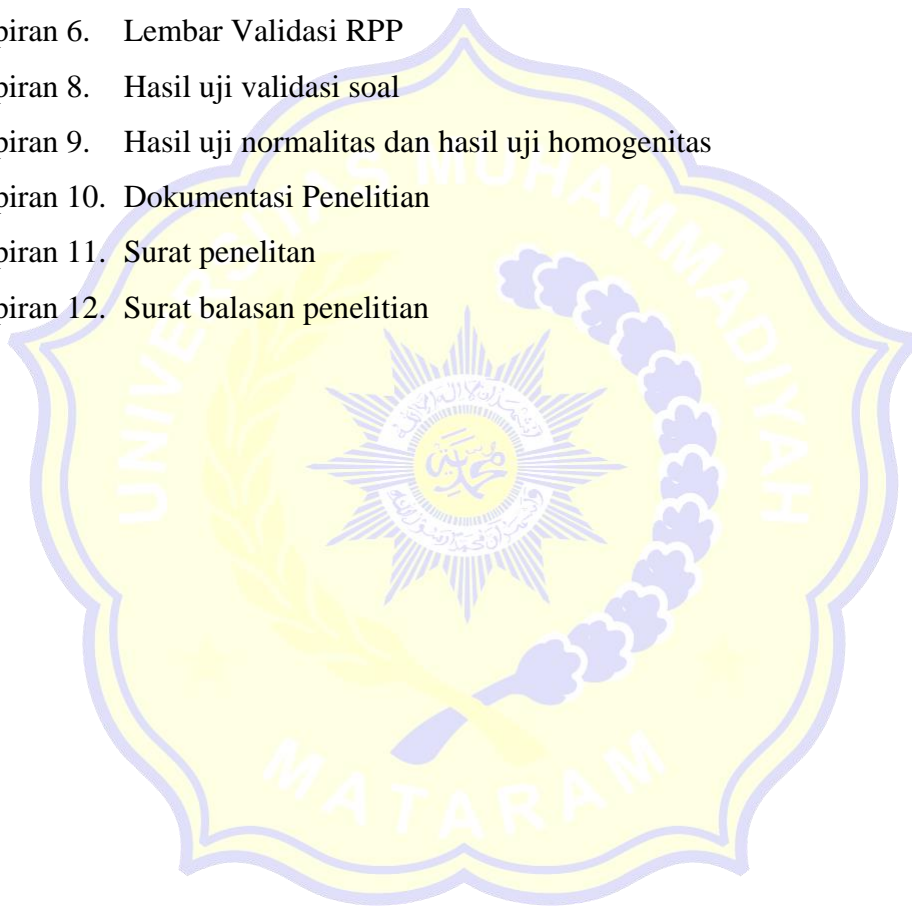 piran 6. Lembar Validasi RPP
piran 8. Hasil uji validasi soal
piran 9. Hasil uji normalitas dan hasil uji homogenitas
piran 10. Dokumentasi Penelitian
piran 11. Surat penelitan
piran 12. Surat balasan penelitian
UNIVERSITAS MUHAMMADIYAH
MATARAM